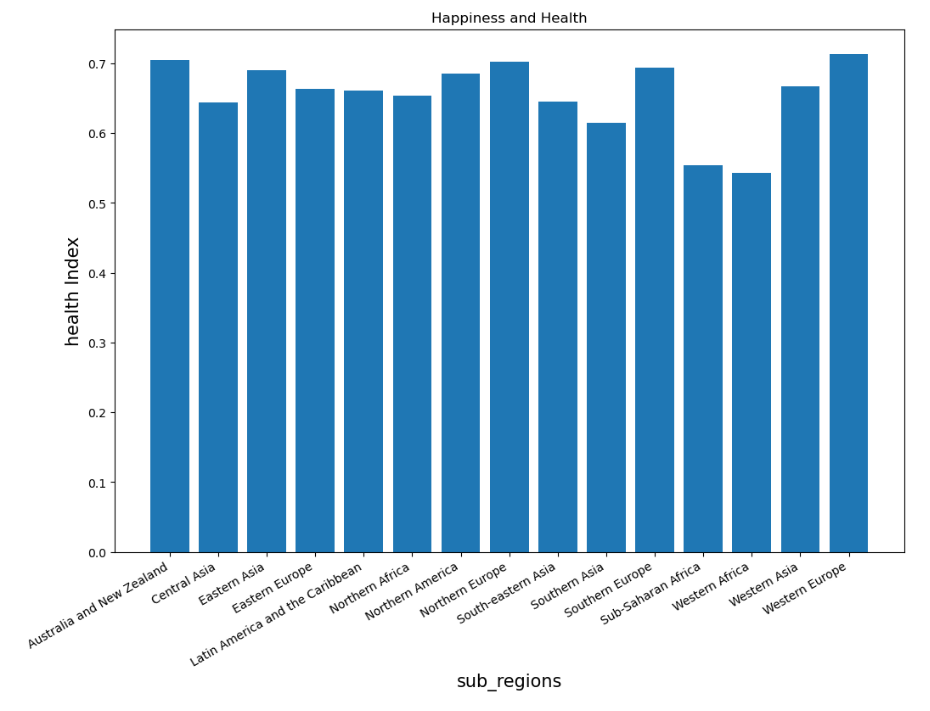 Happiness and Health
health Index
0.7
0.6
0.5
0.4
0.3
0.2
0.1
0.0
Australia and New Zealand
Central Asia
Eastern Asia
Eastern Europe
Latin America and the Caribbean
Northern Africa
Northern America
Northern Europe
South-eastern Asia
Southern Asia
Southern Europe
Sub-Saharan Africa
Western Africa
Western Asia
Western Europe
sub_regions